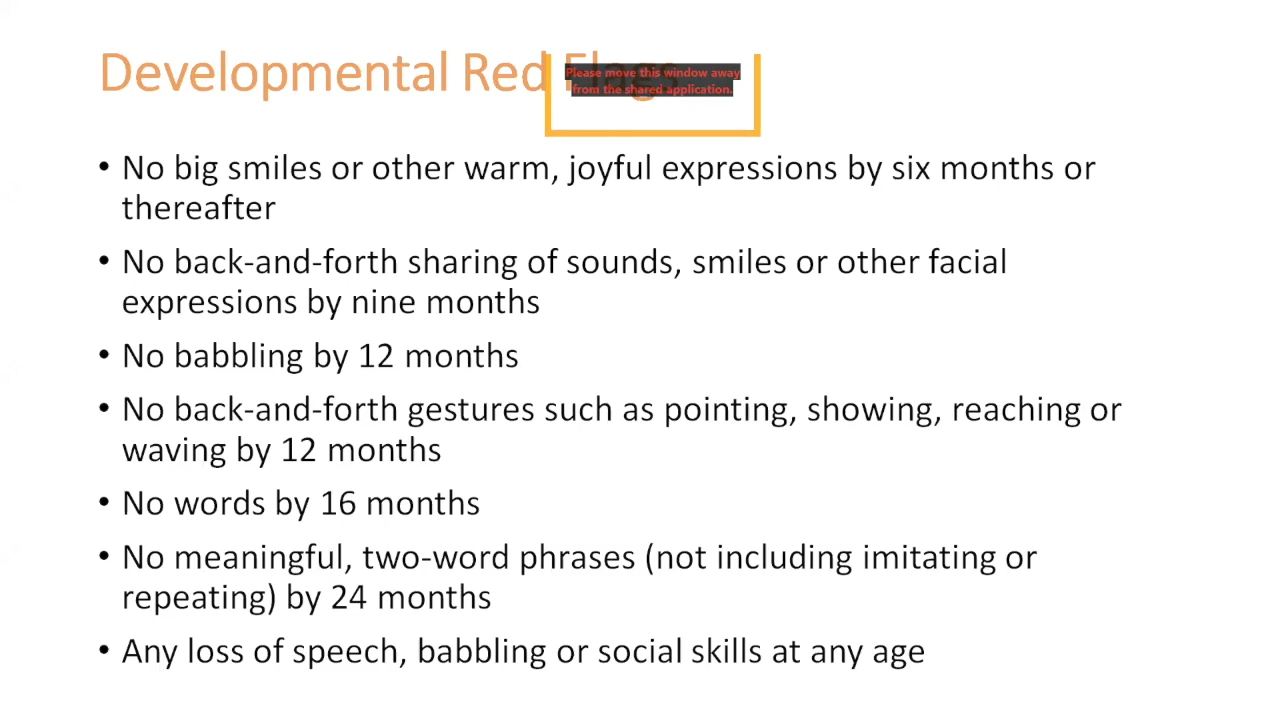 Developmental Red Flags
Please move this window away
from the shared application.
• No big smiles or other warm, joyful expressions by six months or
thereafter
• No back-and-forth sharing of sounds, smiles or other facial
expressions by nine months
• No babbling by 12 months
• No back-and-forth gestures such as pointing, showing, reaching or
waving by 12 months
• No words by 16 months
• No meaningful, two-word phrases (not including imitating or
repeating) by 24 months
• Any loss of speech, babbling or social skills at any age